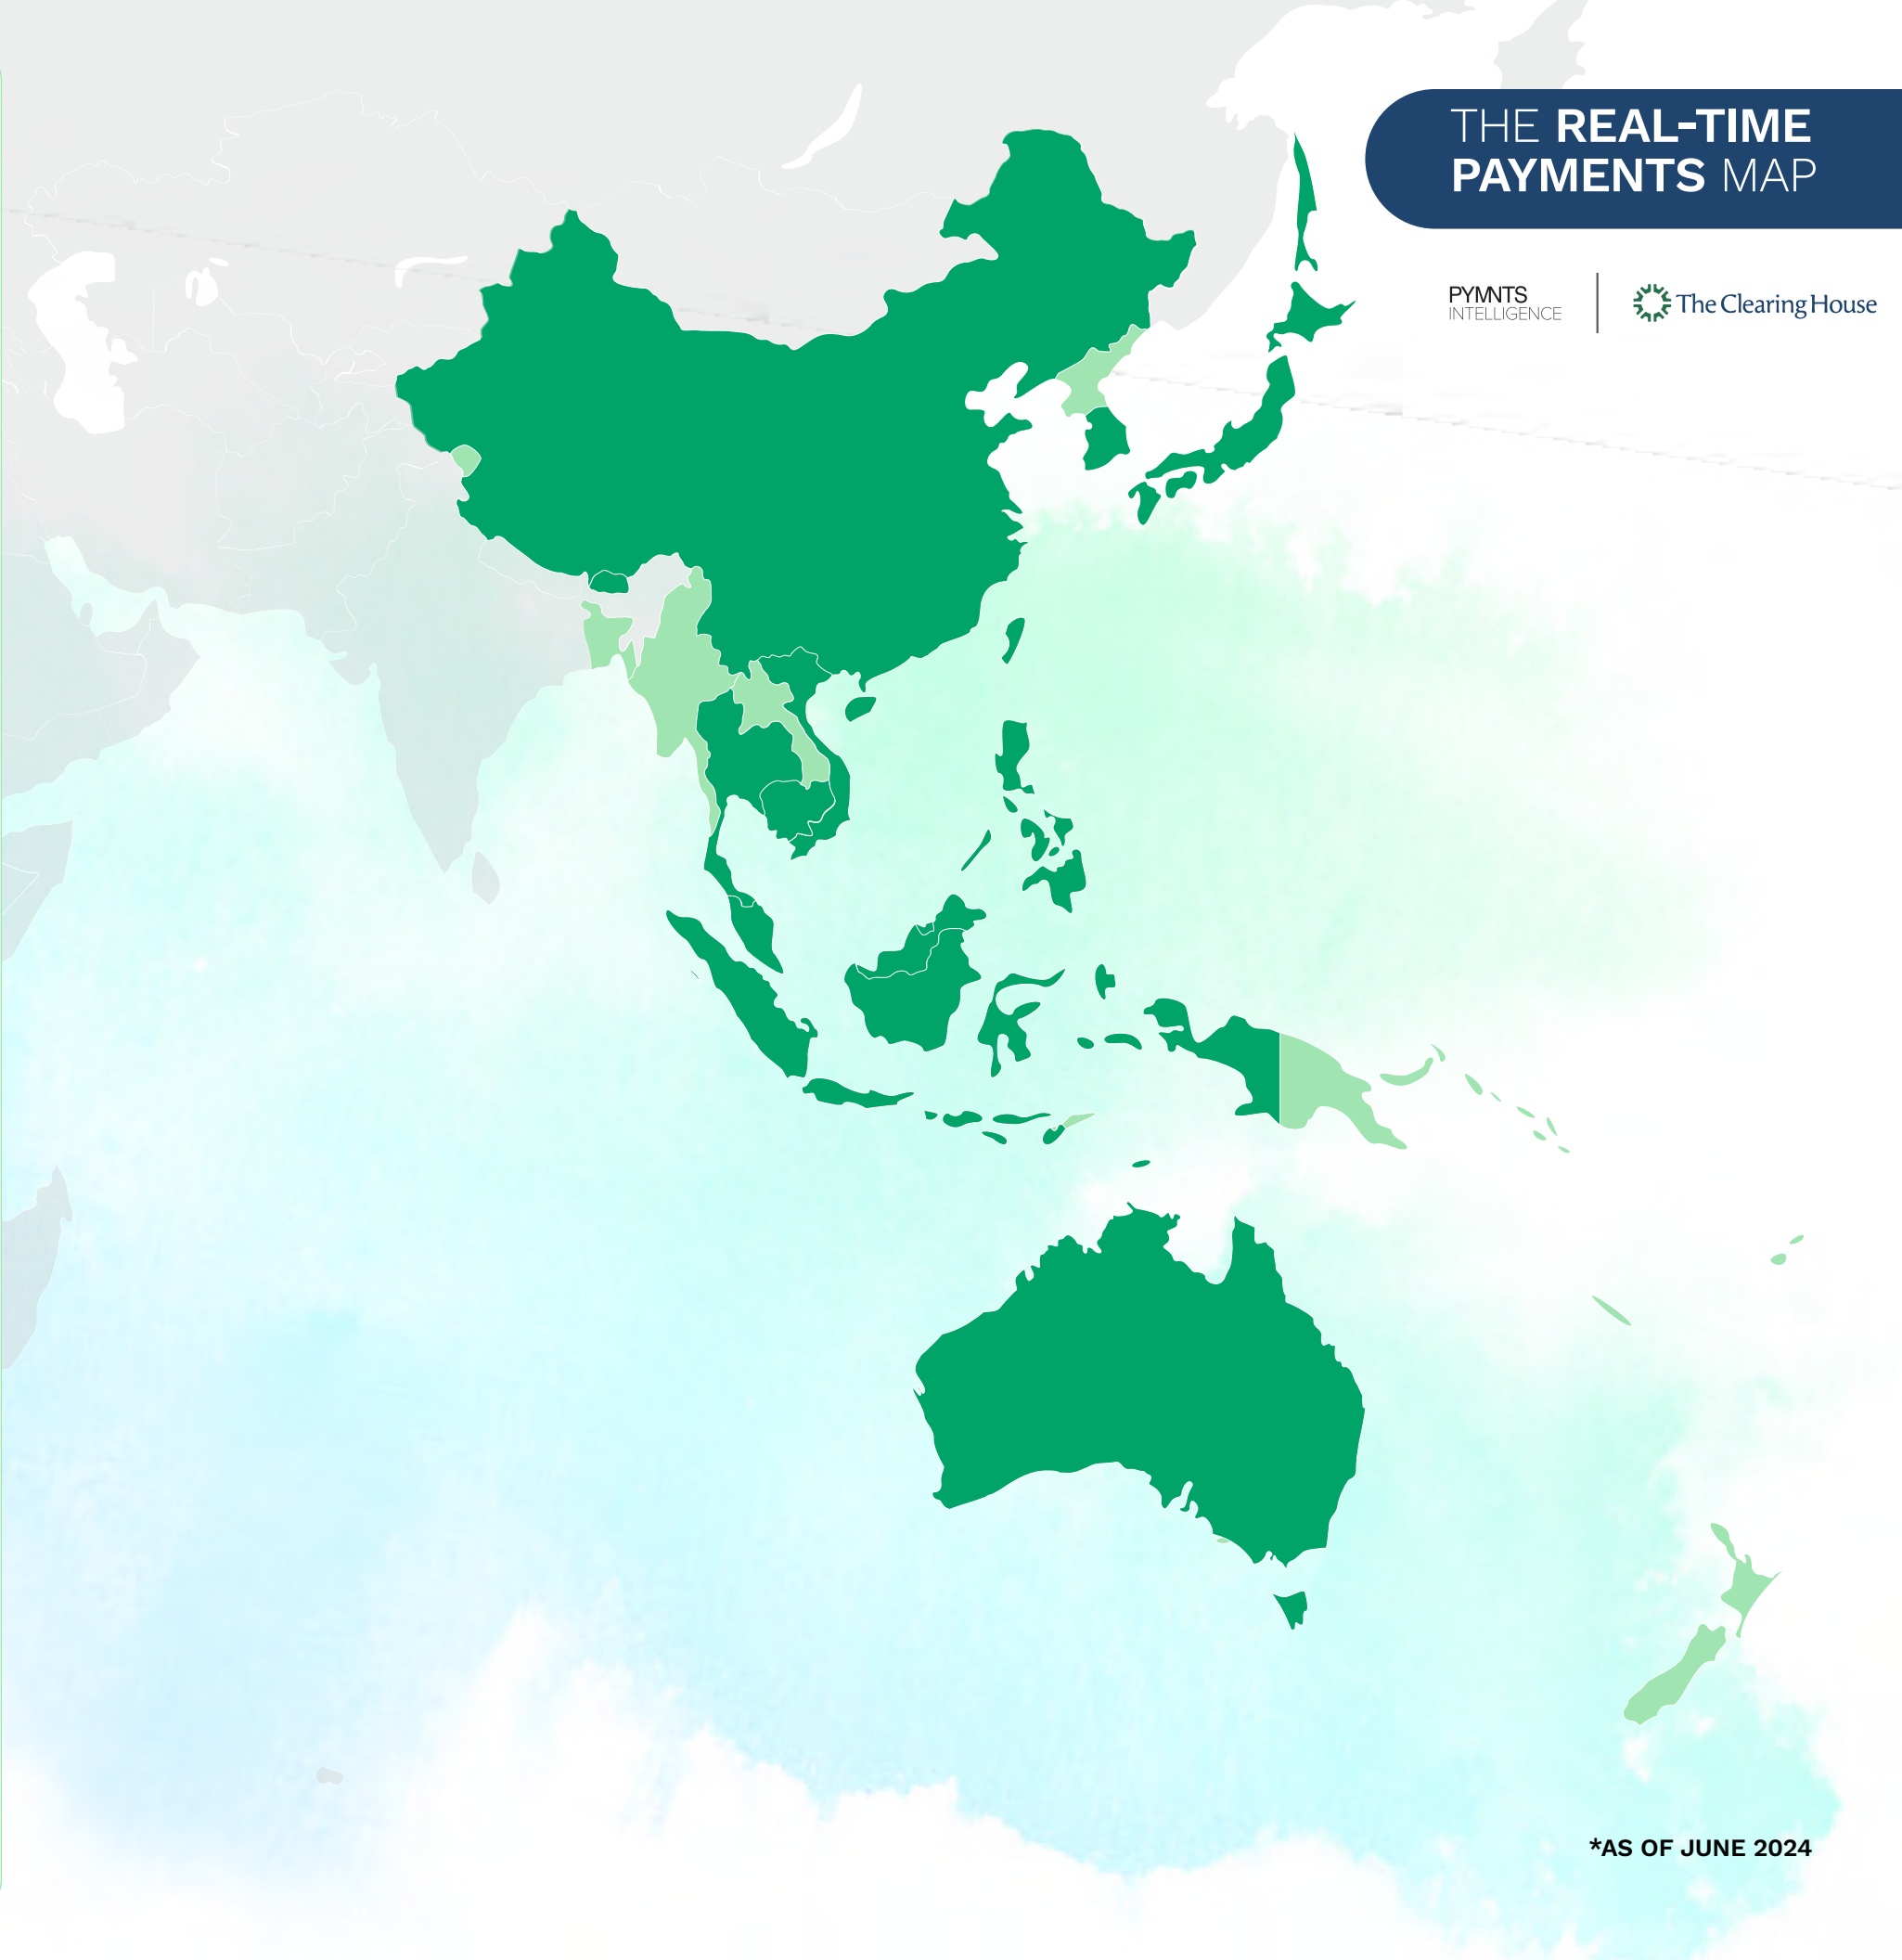 THE REAL-TIME
PAYMENTS MAP
PYMNTS
INTELLIGENCE
The Clearing House
*AS OF JUNE 2024